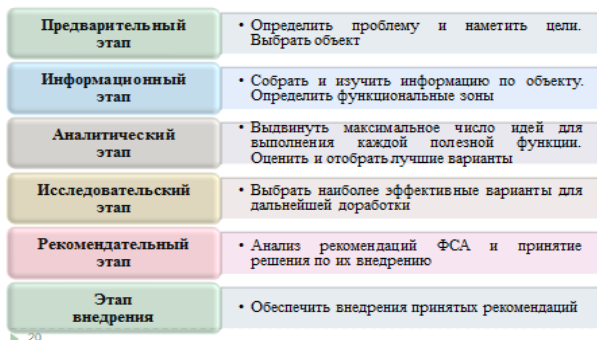 Предварительный
этап
• Определить проблему и наметить цели.
Выбрать объект
Информационный
этап
• Собрать и изучить информацию по объекту.
Определить функциональные зоны
Аналитический
этап
• Выдвинуть максимальное число идей для
выполнения каждой полезной функции.
Оценить и отобрать лучшие варианты
Исследовательский
этап
• Выбрать наиболее эффективные варианты для
дальнейшей доработки
Рекомендательный
этап
• Анализ рекомендаций ФСА и принятие
решения по их внедрению
Этап
внедрения
• Обеспечить внедрения принятых рекомендаций
20